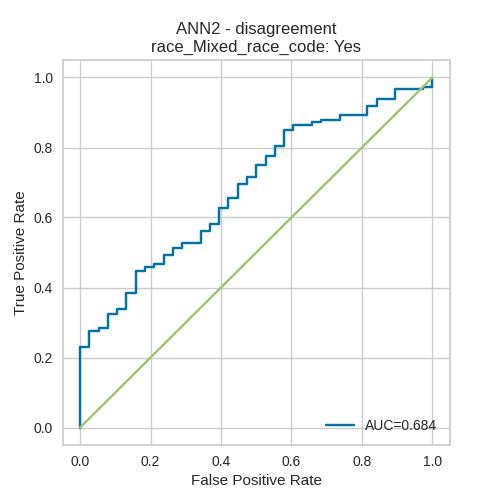 ANN2 - disagreement
race_Mixed_race_code: Yes
True Positive Rate
1.0
0.8
0.6
0.4
0.2
0.0
AUC=0.684
0.0 0.2 0.4 0.6 0.8 1.0
False Positive Rate